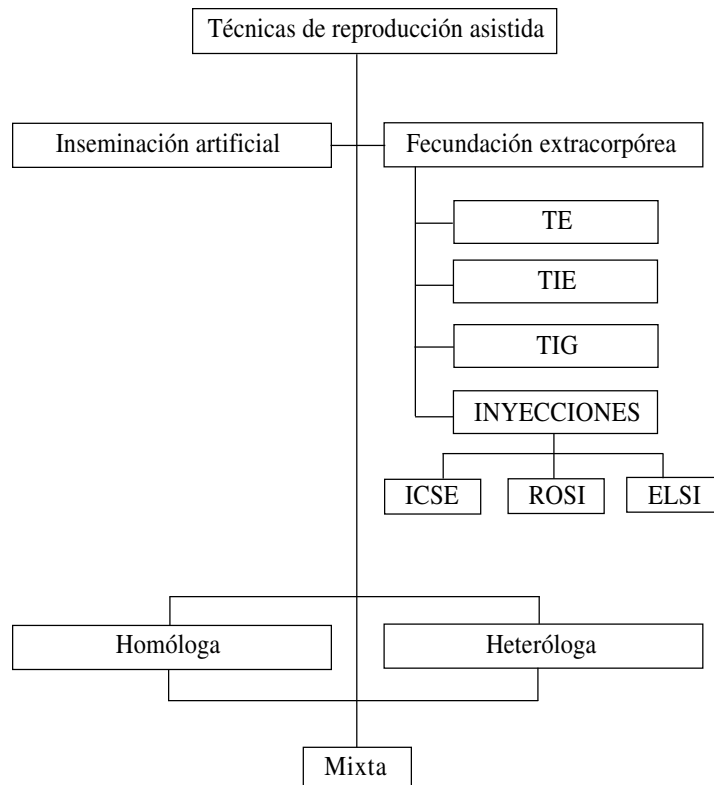 Técnicas de reproducción asistida
Inseminación artificial
Fecundación extracorpórea
TE
TIE
TIG
INYECCIONES
ICSE
ROSI
ELSI
Homóloga
Heteróloga
Mixta